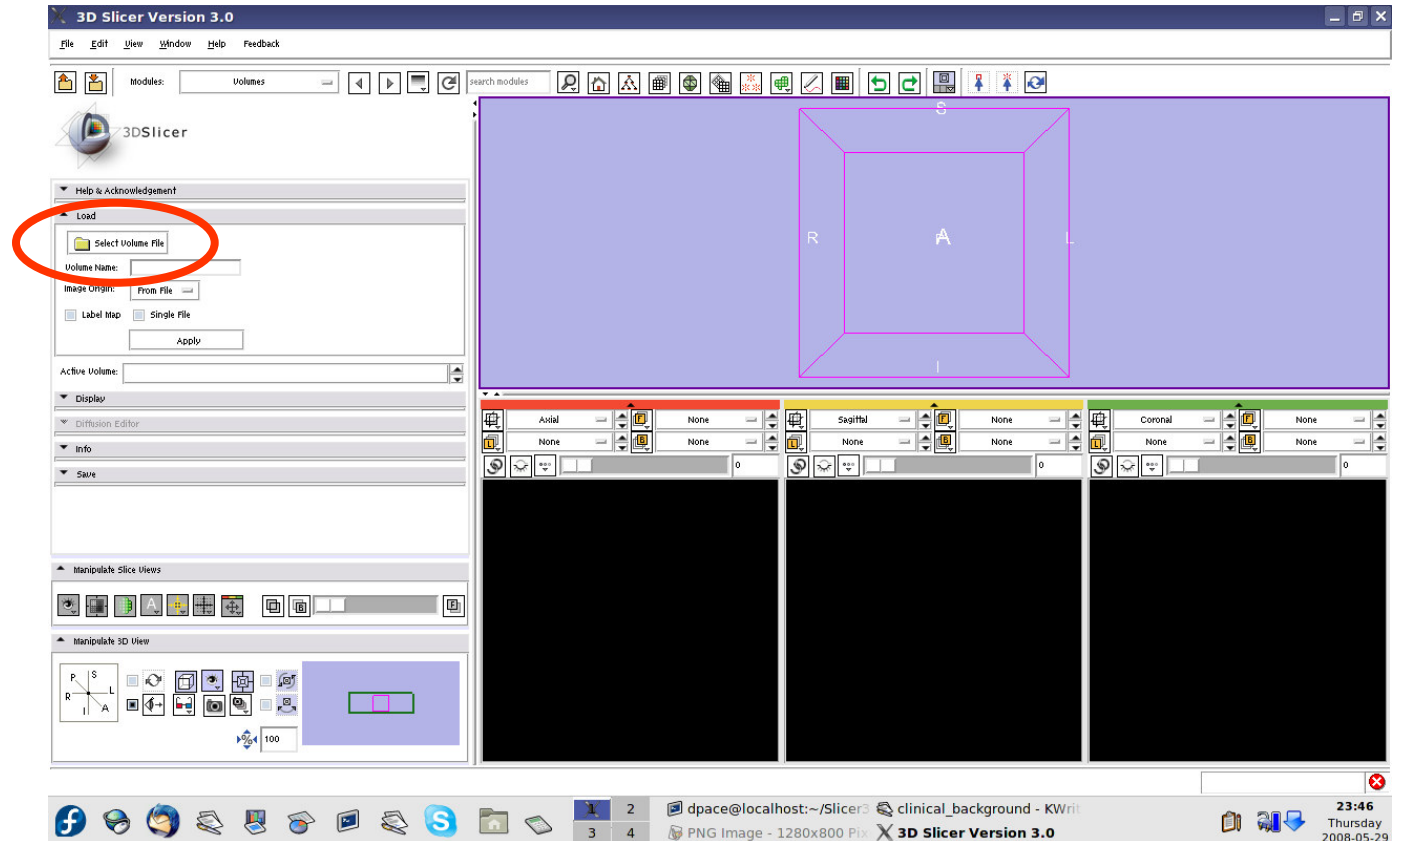 3D Slicer Version 3.0
File Edit View Window Help Feedback
Modules: Volumes search modules
3DSlicer
Help & Acknowledgement
Load
Select Volume File
Volume Name:
Image Origin: From File
Label Map Single File
Apply
Active Volume:
Display
Diffusion Editor
Info
Save
Manipulate Slice Views
A B F
Manipulate 3D View
P S
R L
I A
% 100
S
R A L
I
Axial F None
L None B None
0
Sagittal F None
L None B None
0
Coronal F None
L None B None
0
1 2
3 4
dpace@localhost:~/Slicer3
clinical_background - KWrit
PNG Image - 1280x800 Pix
3D Slicer Version 3.0
23:46
Thursday
2008-05-29